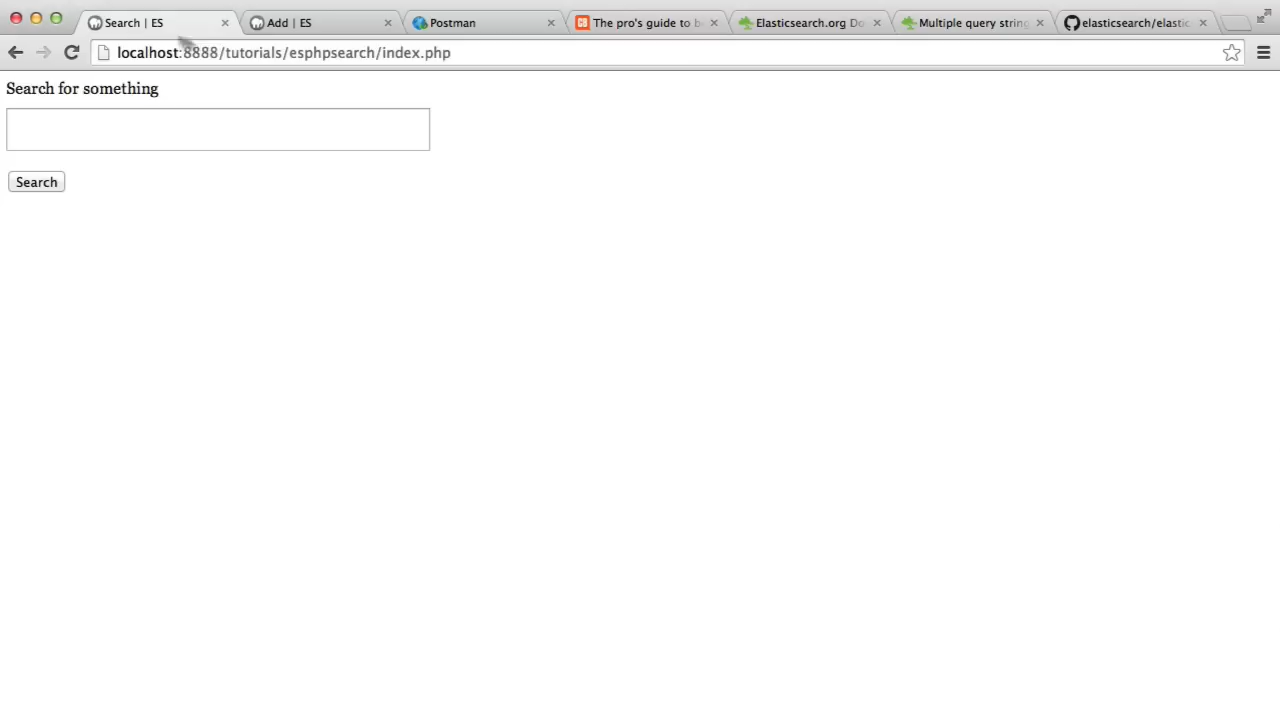 Search | ES
Add | ES
Postman
The pro's guide to b
Elasticsearch.org Do
Multiple query string
elasticsearch/elastic
localhost:8888/tutorials/esphpsearch/index.php
Search for something
Search